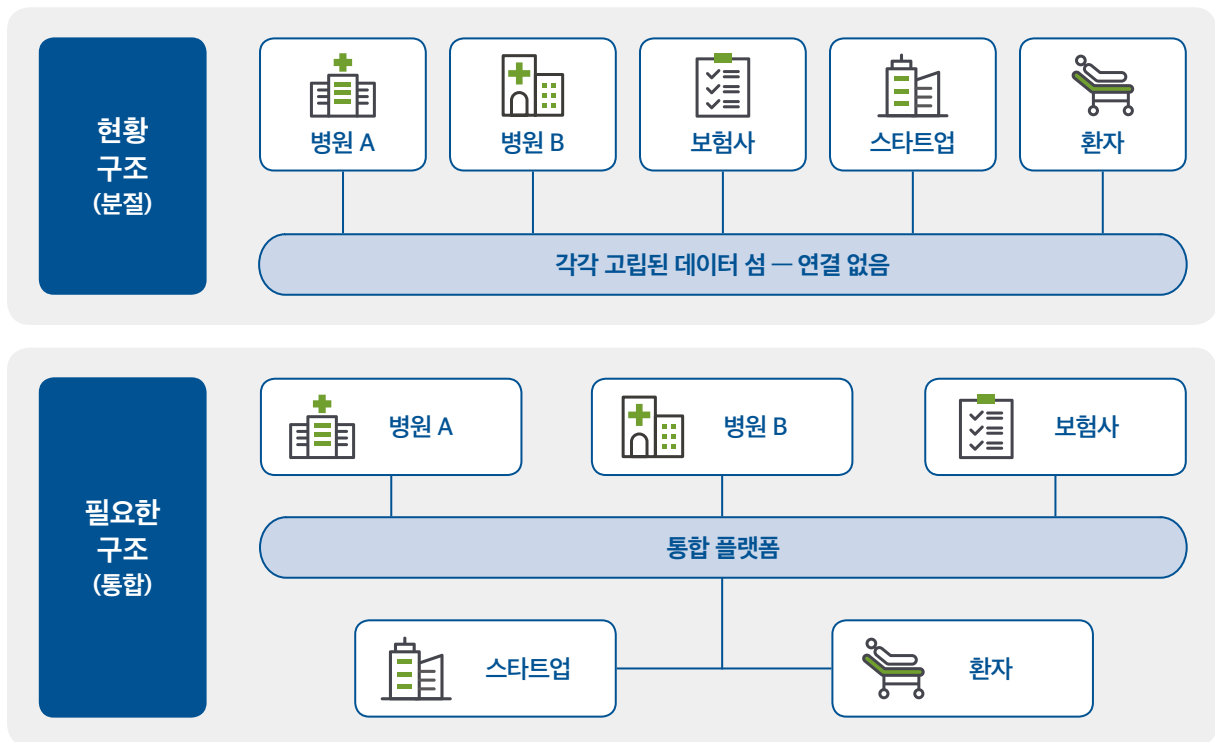 현황
구조
(분절)
병원 A
병원 B
보험사
스타트업
환자
각각 고립된 데이터 섬 — 연결 없음
필요한
구조
(통합)
병원 A
병원 B
보험사
통합 플랫폼
스타트업
환자